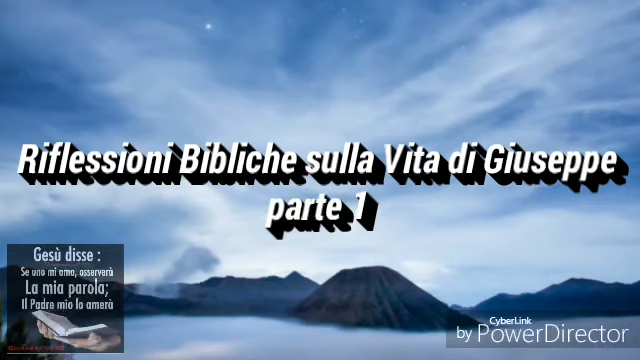 Riflessioni Bibliche sulla Vita di Giuseppe
parte 1
Gesù disse :
Se uno mi ama, osserverà
La mia parola;
Il Padre mio lo amerà
CyberLink
by PowerDirector